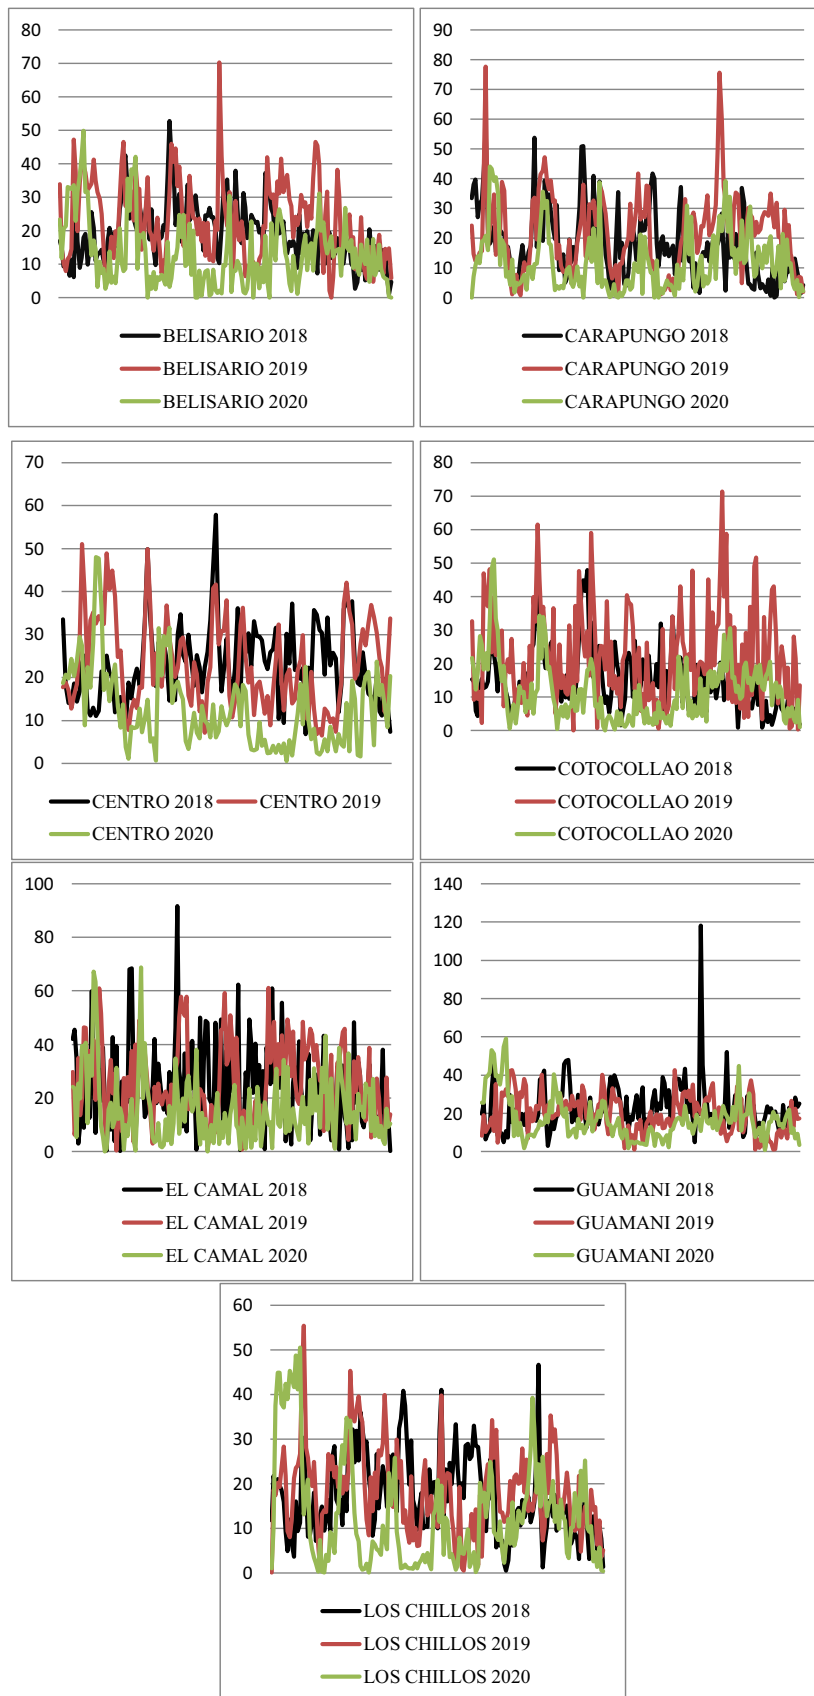 80
70
60
50
40
30
20
10
0
BELISARIO 2018
BELISARIO 2019
BELISARIO 2020
90
80
70
60
50
40
30
20
10
0
CARAPUNGO 2018
CARAPUNGO 2019
CARAPUNGO 2020
70
60
50
40
30
20
10
0
CENTRO 2018 CENTRO 2019
CENTRO 2020
80
70
60
50
40
30
20
10
0
COTOCOLLAO 2018
COTOCOLLAO 2019
COTOCOLLAO 2020
100
80
60
40
20
0
EL CAMAL 2018
EL CAMAL 2019
EL CAMAL 2020
140
120
100
80
60
40
20
0
GUAMANI 2018
GUAMANI 2019
GUAMANI 2020
60
50
40
30
20
10
0
LOS CHILLOS 2018
LOS CHILLOS 2019
LOS CHILLOS 2020